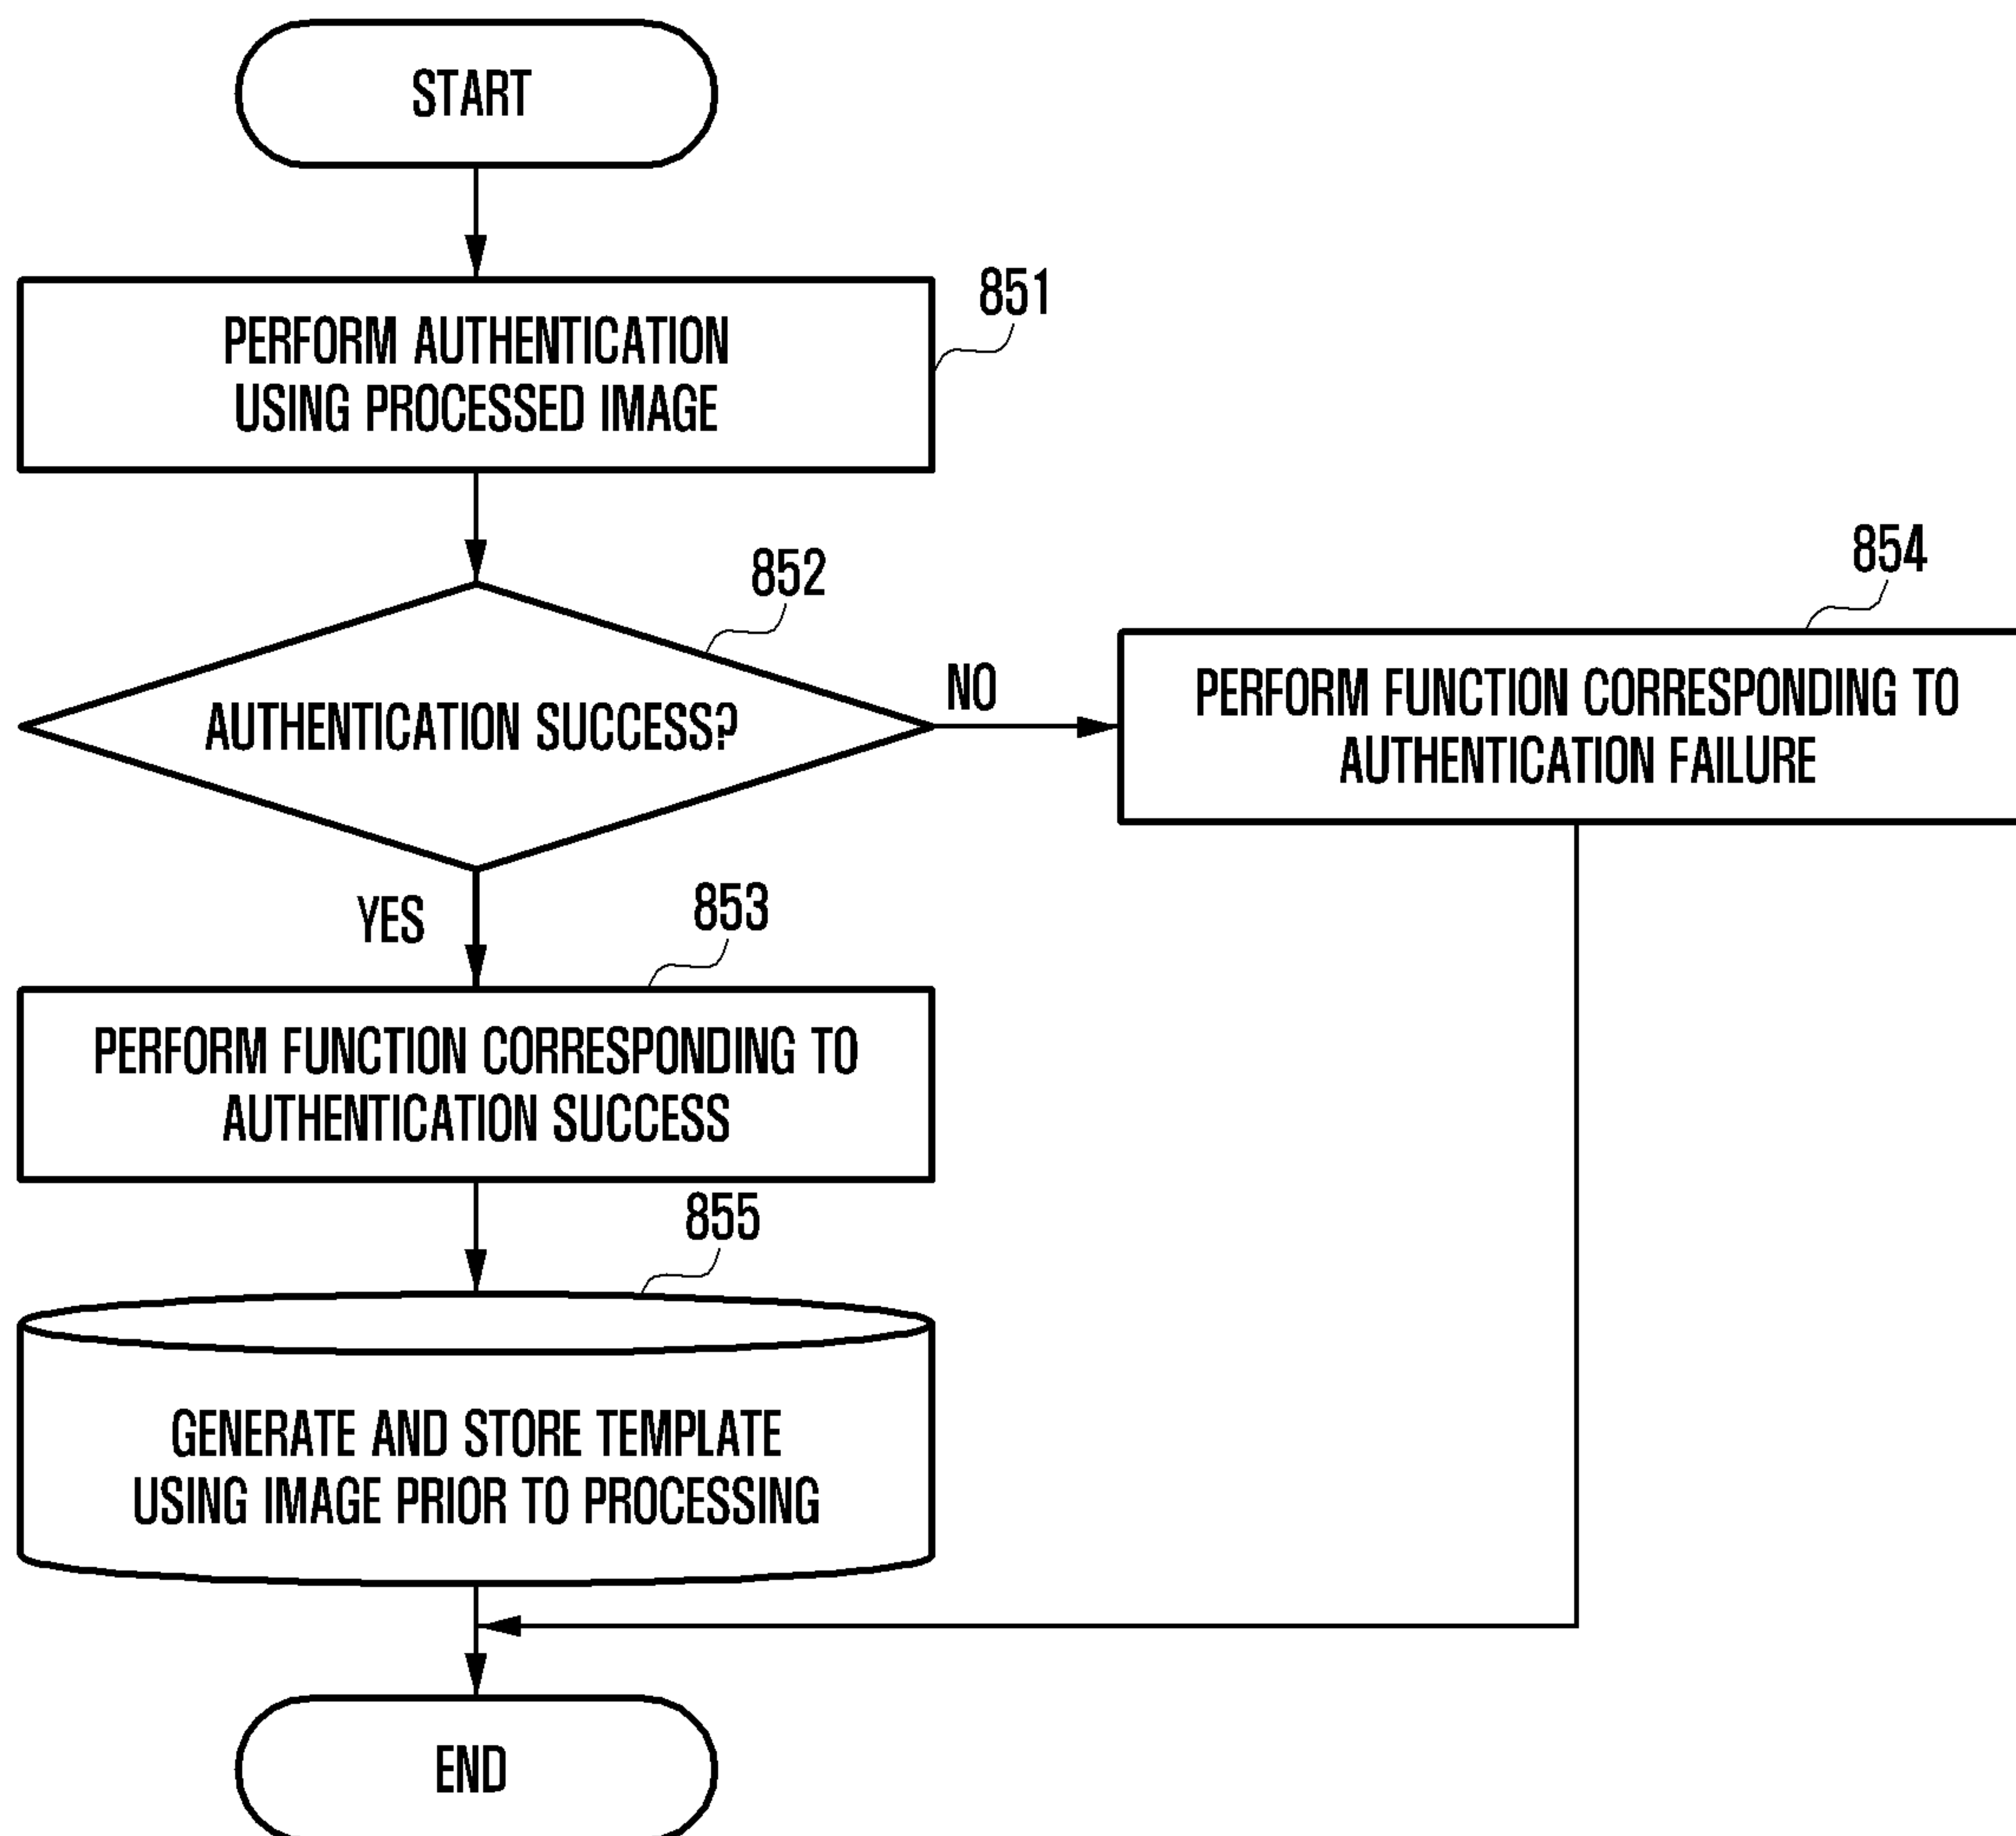 START
851
PERFORM AUTHENTICATION
USING PROCESSED IMAGE
852
AUTHENTICATION SUCCESS?
NO
854
PERFORM FUNCTION CORRESPONDING TO
AUTHENTICATION FAILURE
YES
853
PERFORM FUNCTION CORRESPONDING TO
AUTHENTICATION SUCCESS
855
GENERATE AND STORE TEMPLATE
USING IMAGE PRIOR TO PROCESSING
END